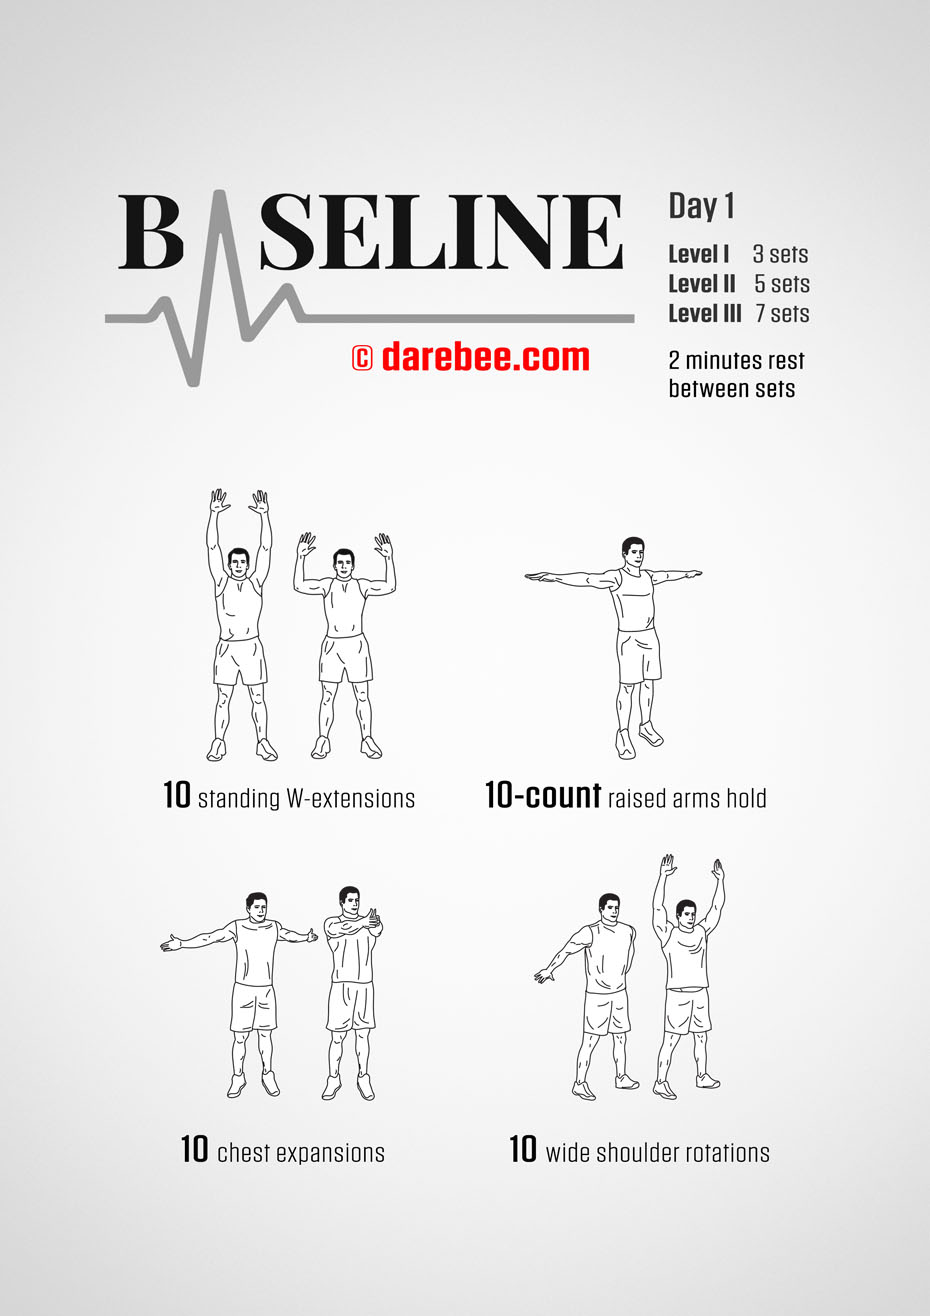 BASELINE
© darebee.com
Day 1
Level I 3 sets
Level II 5 sets
Level III 7 sets
2 minutes rest
between sets
10 standing W-extensions
10-count raised arms hold
10 chest expansions
10 wide shoulder rotations